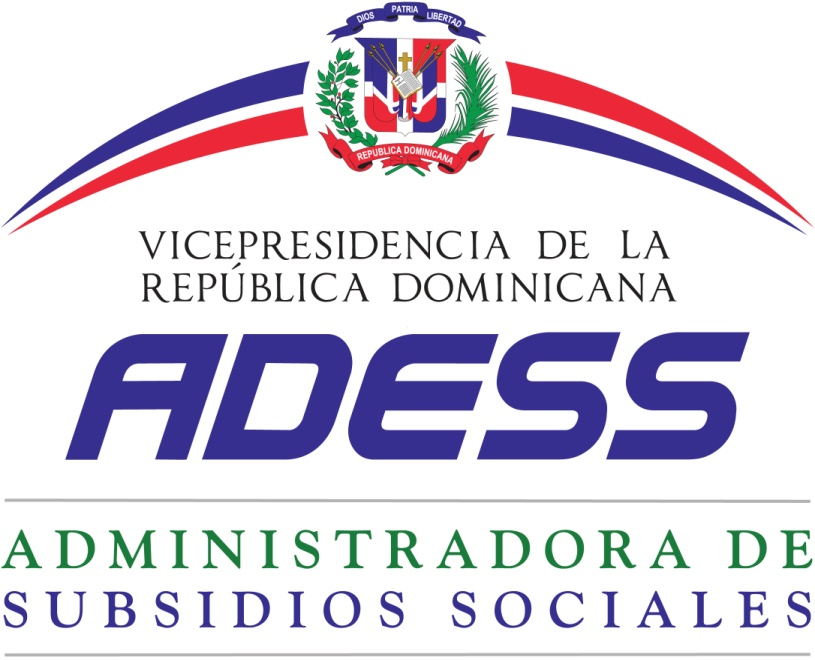 DIOS PATRIA LIBERTAD
REPUBLICA DOMINICANA
VICEPRESIDENCIA DE LA
REPÚBLICA DOMINICANA
ADESS
ADMINISTRADORA DE
SUBSIDIOS SOCIALES